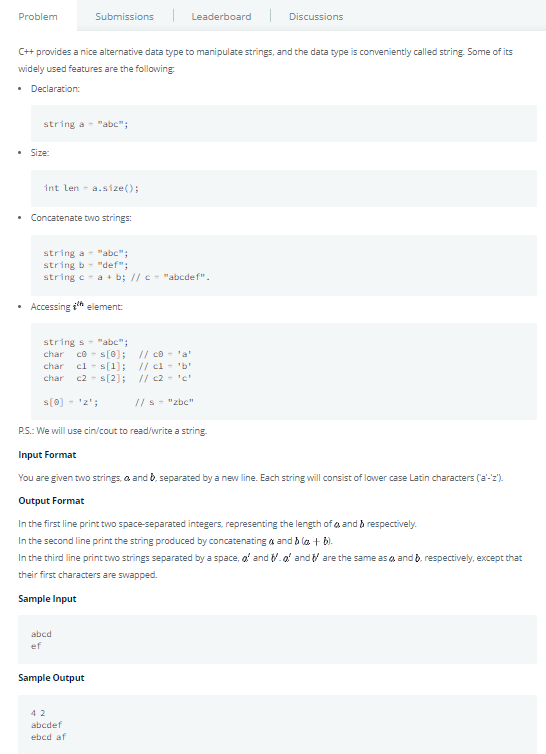 Problem Submissions Leaderboard Discussions
C++ provides a nice alternative data type to manipulate strings, and the data type is conveniently called string. Some of its
widely used features are the following:
• Declaration:
string a = "abc";
• Size:
int len = a.size();
• Concatenate two strings:
string a = "abc";
string b = "def";
string c = a + b; // c = "abcdef".
• Accessing iᵗʰ element:
string s = "abc";
char c0 = s[0]; // c0 = 'a'
char c1 = s[1]; // c1 = 'b'
char c2 = s[2]; // c2 = 'c'
s[0] = 'z'; // s = "zbc"
P.S.: We will use cin/cout to read/write a string.
Input Format
You are given two strings, a and b, separated by a new line. Each string will consist of lower case Latin characters ('a'-'z').
Output Format
In the first line print two space-separated integers, representing the length of a and b respectively.
In the second line print the string produced by concatenating a and b (a + b).
In the third line print two strings separated by a space, a' and b'. a' and b' are the same as a and b, respectively, except that
their first characters are swapped.
Sample Input
abcd
ef
Sample Output
4 2
abcdef
ebcd af